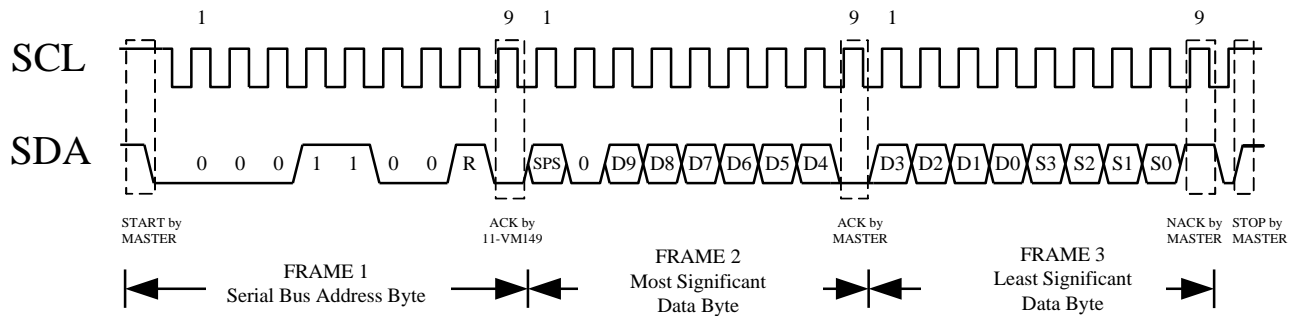 1 9 1 9 1 9
SCL
SDA
0 0 0 1 1 0 0 R SPS 0 D9 D8 D7 D6 D5 D4 D3 D2 D1 D0 S3 S2 S1 S0
START by
MASTER
ACK by
11-VM149
ACK by
MASTER
NACK by
MASTER
STOP by
MASTER
FRAME 1
Serial Bus Address Byte
FRAME 2
Most Significant
Data Byte
FRAME 3
Least Significant
Data Byte